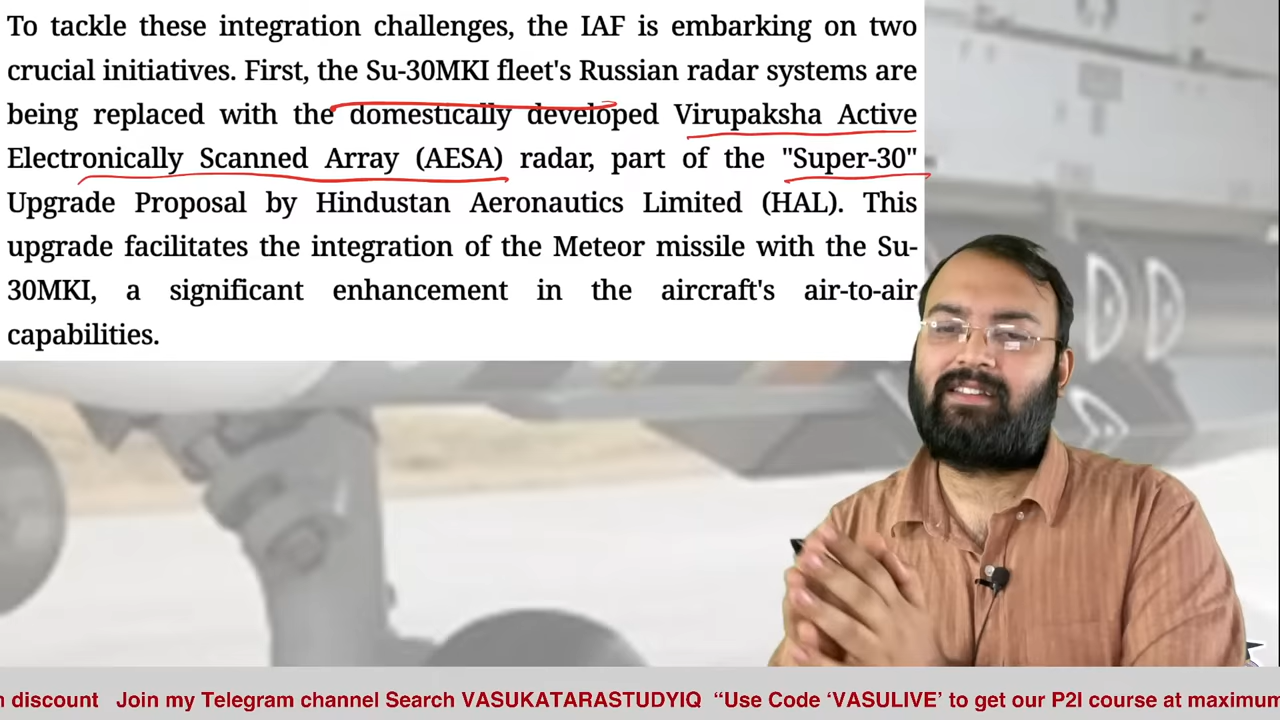 To tackle these integration challenges, the IAF is embarking on two
crucial initiatives. First, the Su-30MKI fleet's Russian radar systems are
being replaced with the domestically developed Virupaksha Active
Electronically Scanned Array (AESA) radar, part of the "Super-30"
Upgrade Proposal by Hindustan Aeronautics Limited (HAL). This
upgrade facilitates the integration of the Meteor missile with the Su-
30MKI, a significant enhancement in the aircraft's air-to-air
capabilities.
n discount Join my Telegram channel Search VASUKATARASTUDYIQ “Use Code ‘VASULIVE’ to get our P2I course at maximun